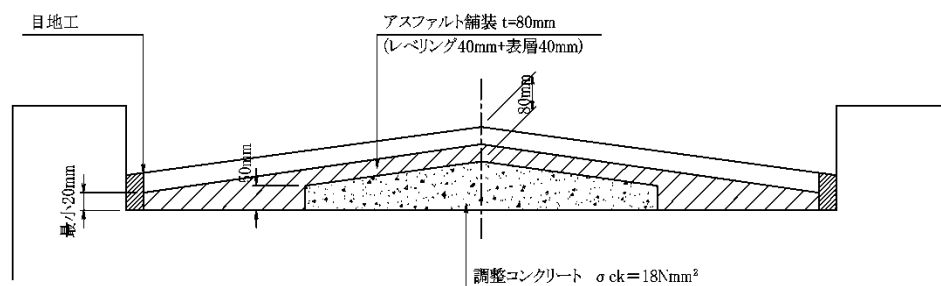 目地工
アスファルト舗装 t=80mm
(レベリング40mm+表層40mm)
80mm
50mm
最小20mm
調整コンクリート σck=18Nmm²